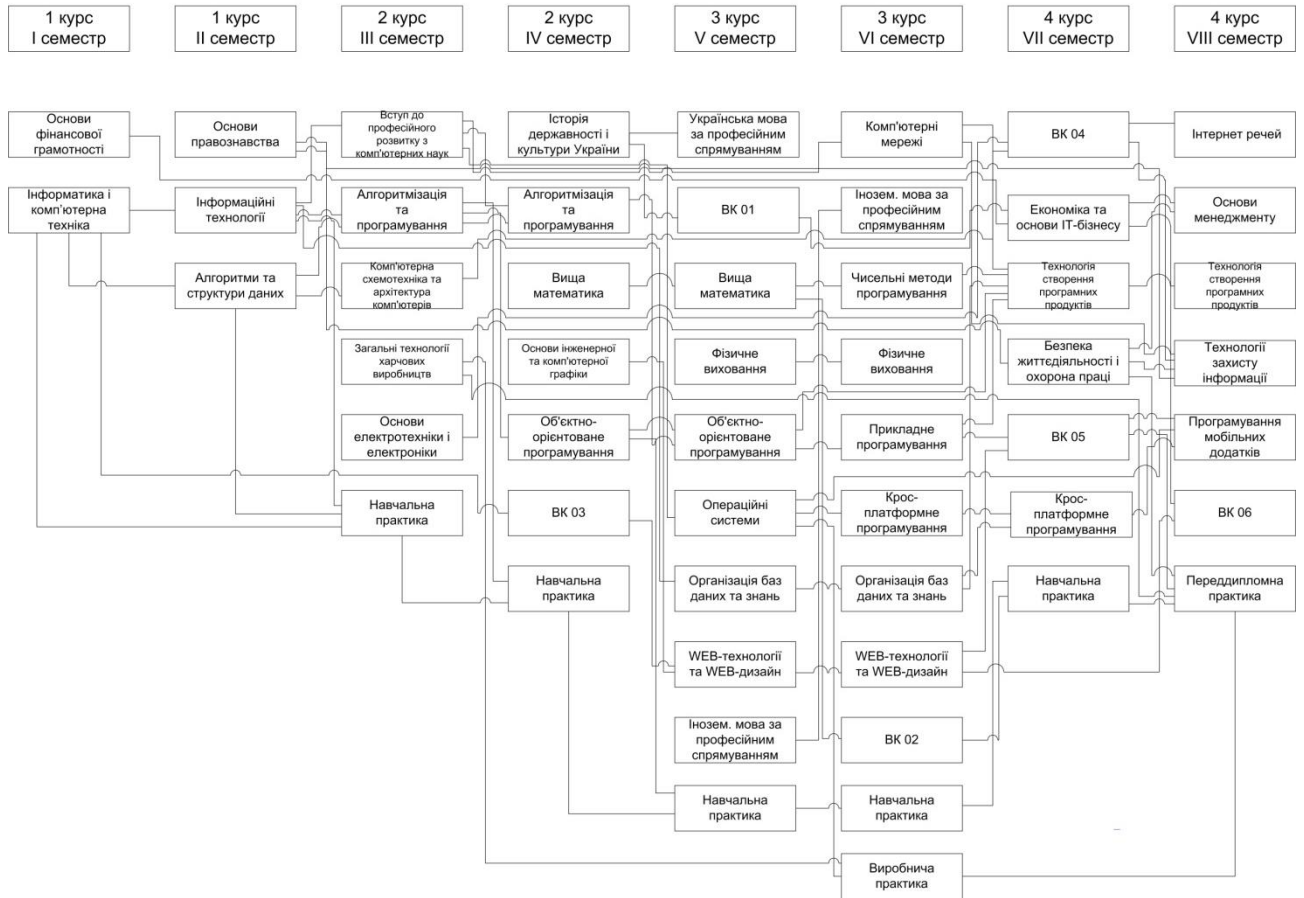 1 курс
I семестр
1 курс
II семестр
2 курс
III семестр
2 курс
IV семестр
3 курс
V семестр
3 курс
VI семестр
4 курс
VII семестр
4 курс
VIII семестр
Основи
фінансової
грамотності
Основи
правознавства
Вступ до
професійного
розвитку з
комп'ютерних наук
Історія
державності і
культури України
Українська мова
за професійним
спрямуванням
Комп'ютерні
мережі
ВК 04
Інтернет речей
Інформатика і
комп'ютерна
техніка
Інформаційні
технології
Алгоритмізація
та
програмування
Алгоритмізація
та
програмування
ВК 01
Інозем. мова за
професійним
спрямуванням
Економіка та
основи ІТ-бізнесу
Основи
менеджменту
Алгоритми та
структури даних
Комп'ютерна
схемотехніка та
архітектура
комп'ютерів
Вища
математика
Вища
математика
Чисельні методи
програмування
Технологія
створення
програмних
продуктів
Технологія
створення
програмних
продуктів
Загальні технології
харчових
виробництв
Основи інженерної
та комп'ютерної
графіки
Фізичне
виховання
Фізичне
виховання
Безпека
життєдіяльності і
охорона праці
Технології
захисту
інформації
Основи
електротехніки і
електроніки
Об'єктно-
орієнтоване
програмування
Об'єктно-
орієнтоване
програмування
Прикладне
програмування
ВК 05
Програмування
мобільних
додатків
Навчальна
практика
ВК 03
Операційні
системи
Крос-
платформне
програмування
Крос-
платформне
програмування
ВК 06
Навчальна
практика
Організація баз
даних та знань
Організація баз
даних та знань
Навчальна
практика
Переддипломна
практика
WEB-технології
та WEB-дизайн
WEB-технології
та WEB-дизайн
Інозем. мова за
професійним
спрямуванням
ВК 02
Навчальна
практика
Навчальна
практика
Виробнича
практика